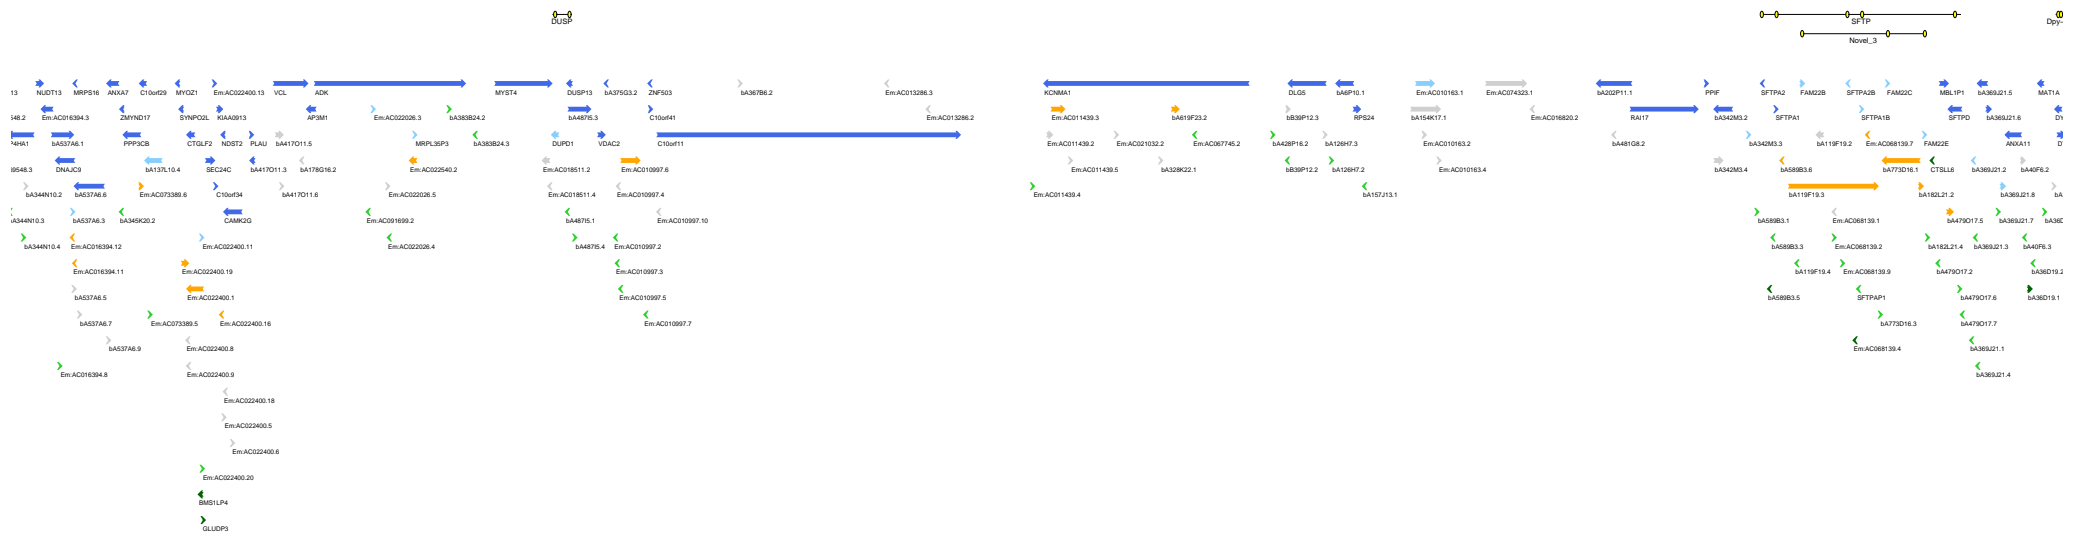 DUSP SFTP Dpy-
Novel_3
13 NUDT13 MRPS16 ANXA7 C10orf29 MYOZ1 Em:AC022400.13 VCL ADK MYST4 DUSP13 bA375G3.2 ZNF503 bA367B6.2 Em:AC013286.3 KCNMA1 DLG5 bA6P10.1 Em:AC010163.1 Em:AC074323.1 bA202P11.1 PPIF SFTPA2 FAM22B SFTPA2B FAM22C MBL1P1 bA369J21.5 MAT1A
548.2 Em:AC016394.3 ZMYND17 SYNPO2L KIAA0913 AP3M1 Em:AC022026.3 bA383B24.2 bA487I5.3 C10orf41 Em:AC013286.2 Em:AC011439.3 bA619F23.2 bB39P12.3 RPS24 bA154K17.1 Em:AC016820.2 RAI17 bA342M3.2 SFTPA1 SFTPA1B SFTPD bA369J21.6
P4HA1 bA537A6.1 PPP3CB CTGLF2 NDST2 PLAU bA417O11.5 MRPL35P3 bA383B24.3 DUPD1 VDAC2 C10orf11 Em:AC011439.2 Em:AC021032.2 Em:AC067745.2 bA428P16.2 bA126H7.3 Em:AC010163.2 bA481G8.2 bA342M3.3 bA119F19.2 Em:AC068139.7 FAM22E ANXA11
9548.3 DNAJC9 bA137L10.4 SEC24C bA417O11.3 bA178G16.2 Em:AC022540.2 Em:AC018511.2 Em:AC010997.6 Em:AC011439.5 bA328K22.1 bB39P12.2 bA126H7.2 Em:AC010163.4 bA342M3.4 bA589B3.6 bA773D16.1 CTSLL6 bA369J21.2 bA40F6.2
bA344N10.2 bA537A6.6 Em:AC073389.6 C10orf34 bA417O11.6 Em:AC022026.5 Em:AC018511.4 Em:AC010997.4 Em:AC011439.4 bA157J13.1 bA119F19.3 bA182L21.2 bA369J21.8 bA
bA344N10.3 bA537A6.3 bA345K20.2 CAMK2G Em:AC091699.2 bA487I5.1 Em:AC010997.10 bA589B3.1 Em:AC068139.1 bA479O17.5 bA369J21.7
bA344N10.4 Em:AC016394.12 Em:AC022400.11 Em:AC022026.4 bA487I5.4 Em:AC010997.2 bA589B3.3 Em:AC068139.2 bA182L21.4 bA369J21.3 bA40F6.3
Em:AC016394.11 Em:AC022400.19 Em:AC010997.3 bA119F19.4 Em:AC068139.9 bA479O17.2 bA369J21.1 bA36D19.2
bA537A6.5 Em:AC022400.1 Em:AC010997.5 bA589B3.5 SFTPAP1 bA479O17.6 bA36D19.1
bA537A6.7 Em:AC073389.5 Em:AC022400.16 Em:AC010997.7 bA773D16.3 bA479O17.7
bA537A6.9 Em:AC022400.8 Em:AC068139.4 bA369J21.1
Em:AC016394.8 Em:AC022400.9 bA369J21.4
Em:AC022400.18
Em:AC022400.5
Em:AC022400.6
Em:AC022400.20
BMS1LP4
GLUDP3